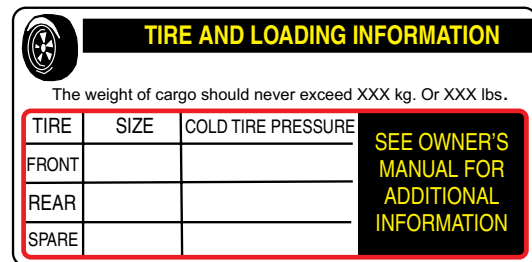 TIRE AND LOADING INFORMATION
The weight of cargo should never exceed XXX kg. Or XXX lbs.
TIRE SIZE COLD TIRE PRESSURE
FRONT
REAR
SPARE
SEE OWNER'S
MANUAL FOR
ADDITIONAL
INFORMATION